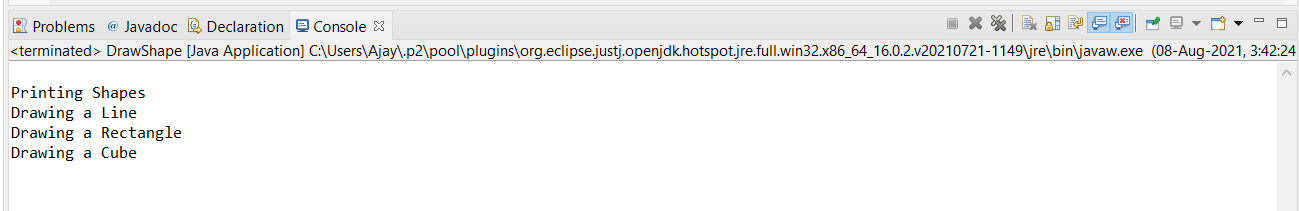 Problems @ Javadoc Declaration Console
<terminated> DrawShape [Java Application] C:\Users\Ajay\.p2\pool\plugins\org.eclipse.justj.openjdk.hotspot.jre.full.win32.x86_64_16.0.2.v20210721-1149\jre\bin\javaw.exe (08-Aug-2021, 3:42:24
Printing Shapes
Drawing a Line
Drawing a Rectangle
Drawing a Cube